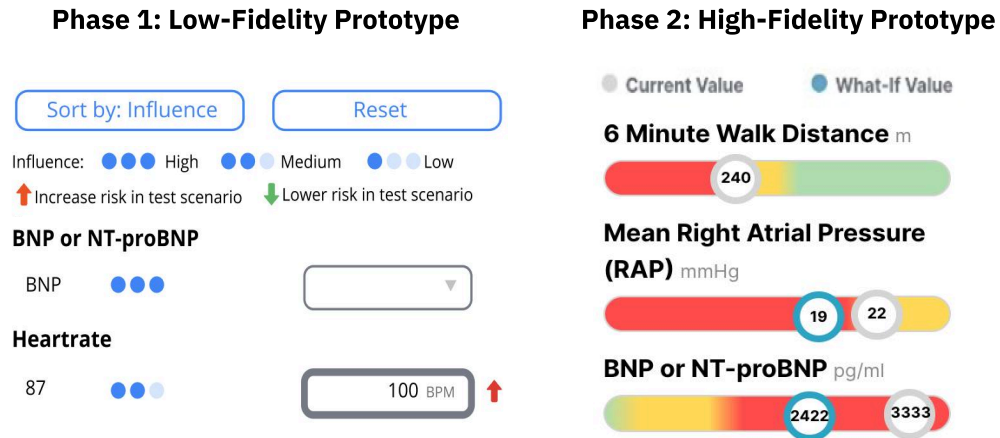 Phase 1: Low-Fidelity Prototype
Sort by: Influence
Reset
Influence: High Medium Low
Increase risk in test scenario Lower risk in test scenario
BNP or NT-proBNP
BNP
Heartrate
87 100 BPM
Phase 2: High-Fidelity Prototype
Current Value What-If Value
6 Minute Walk Distance m
240
Mean Right Atrial Pressure
(RAP) mmHg
19 22
BNP or NT-proBNP pg/ml
2422 3333